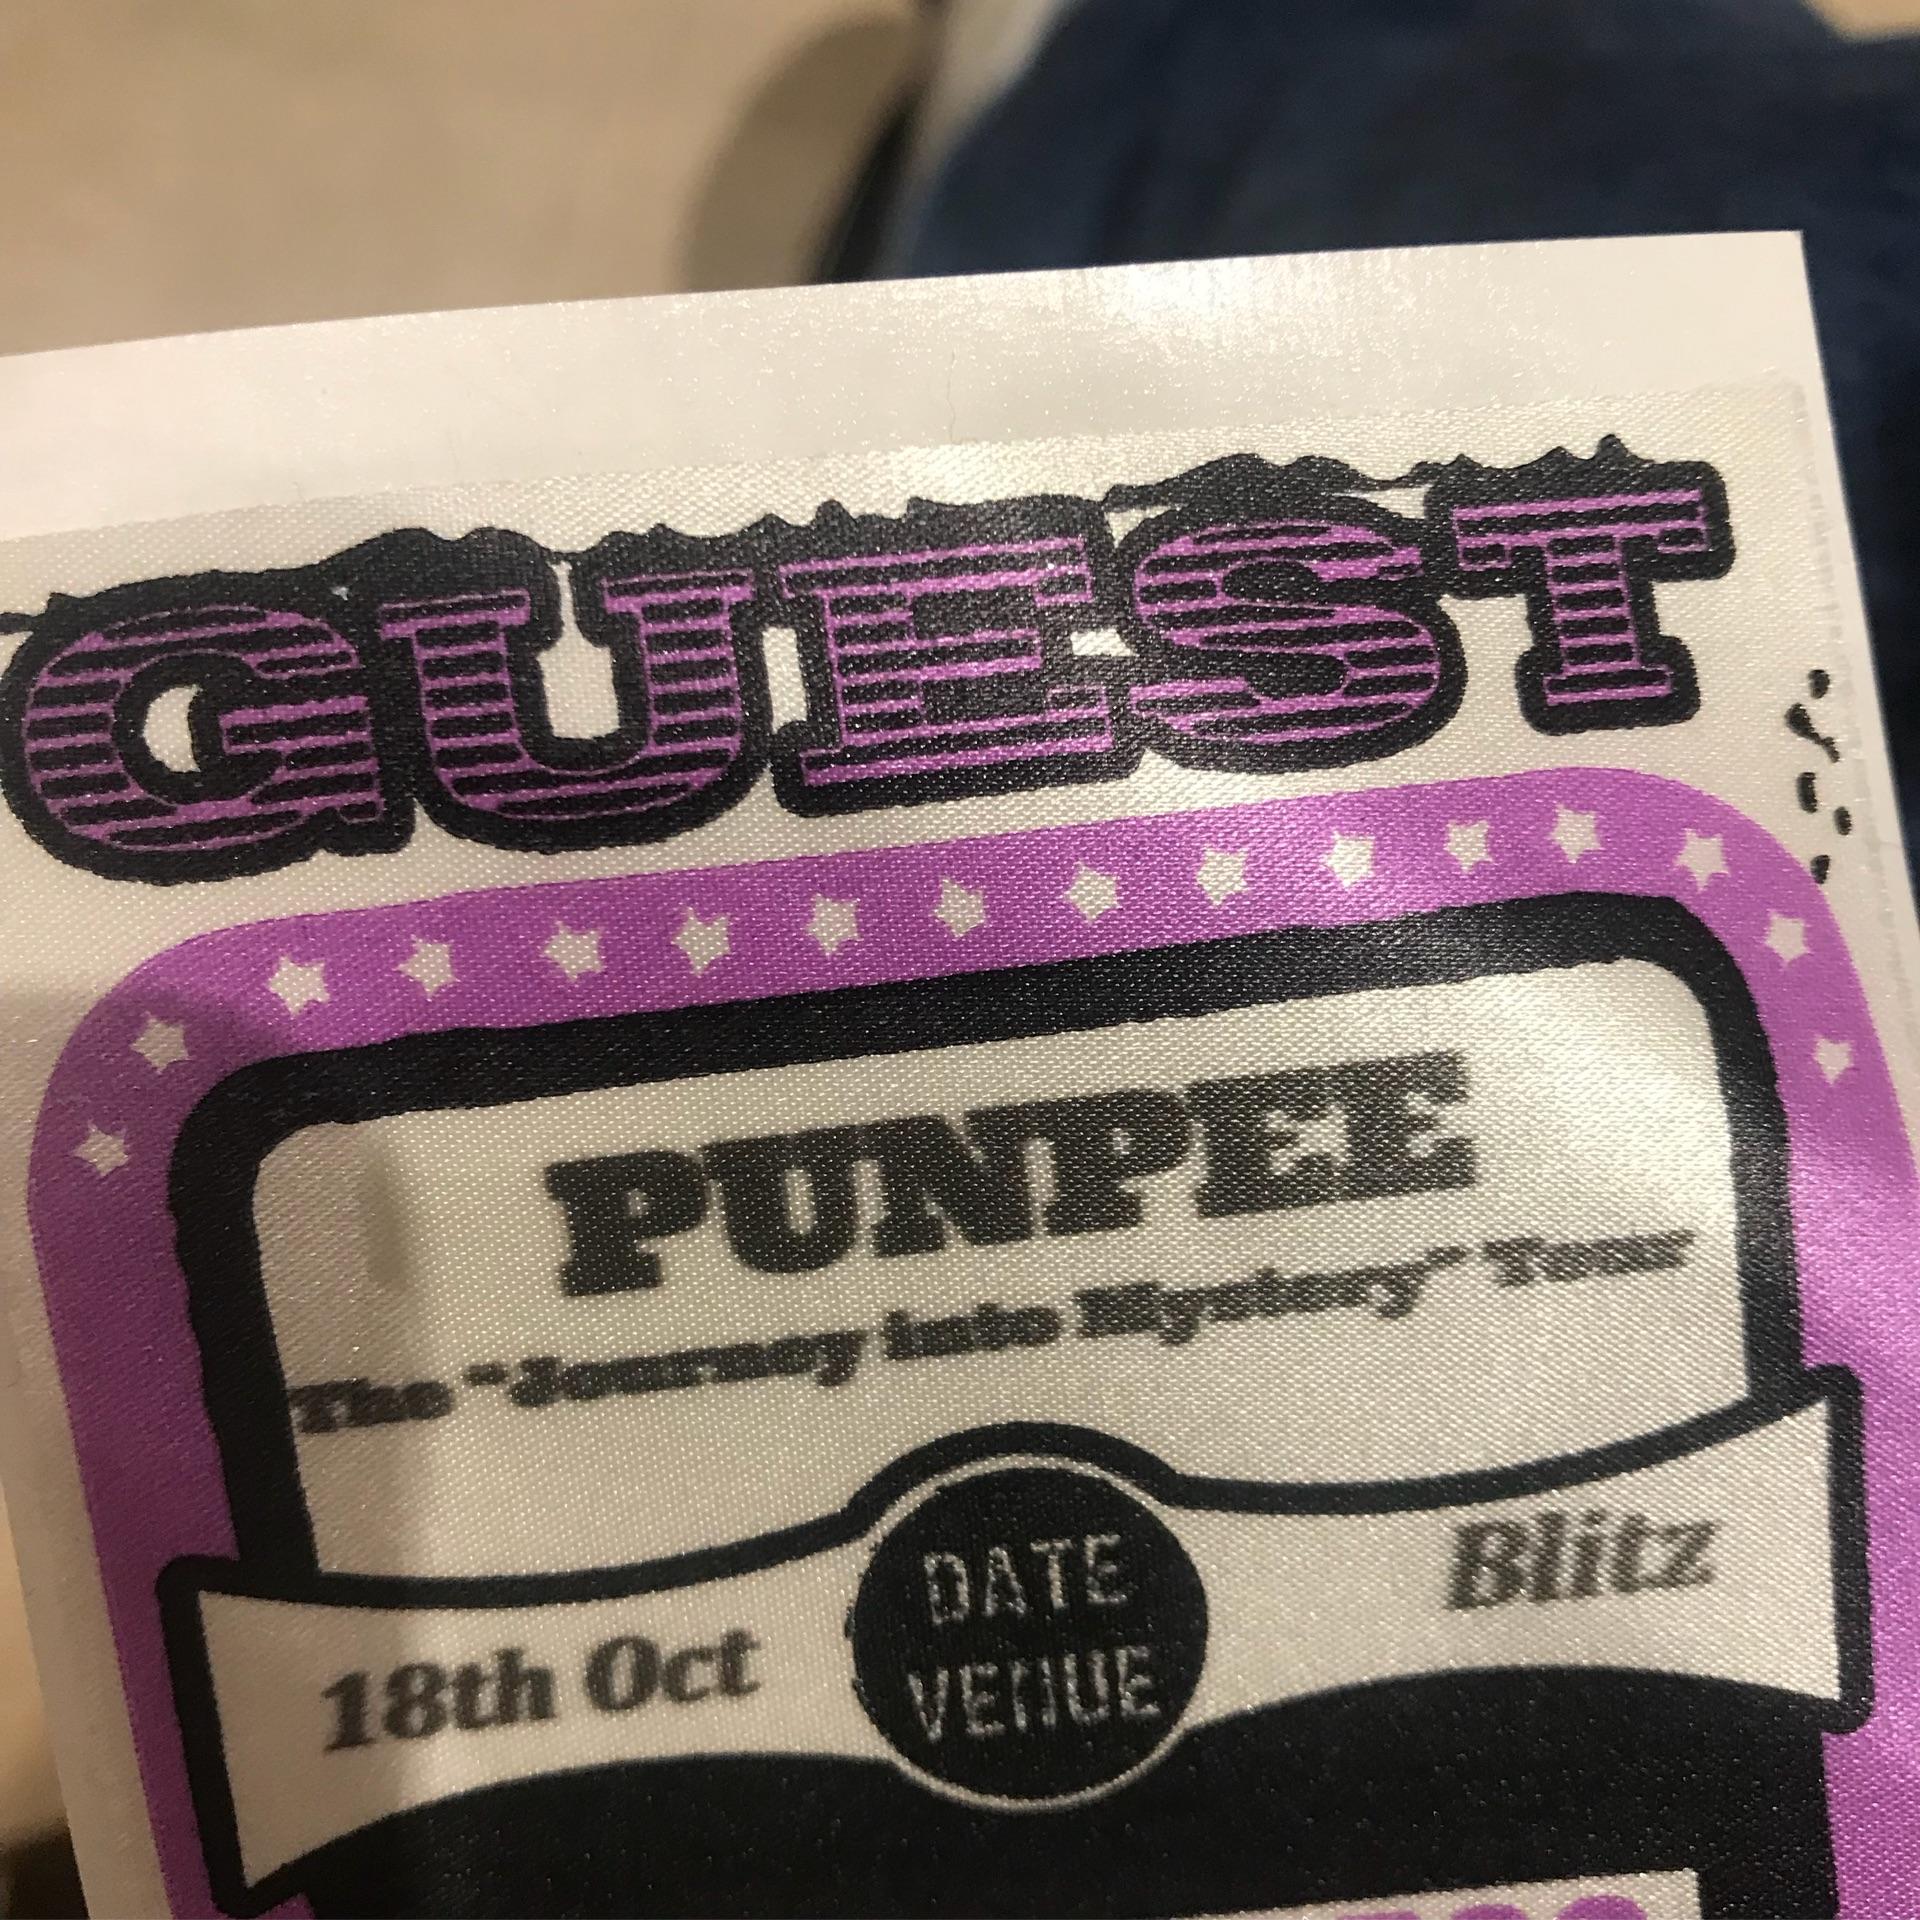 GUEST
PUNPEE
The "Journey into Mystery" Tour
18th Oct
DATE
VENUE
Blitz